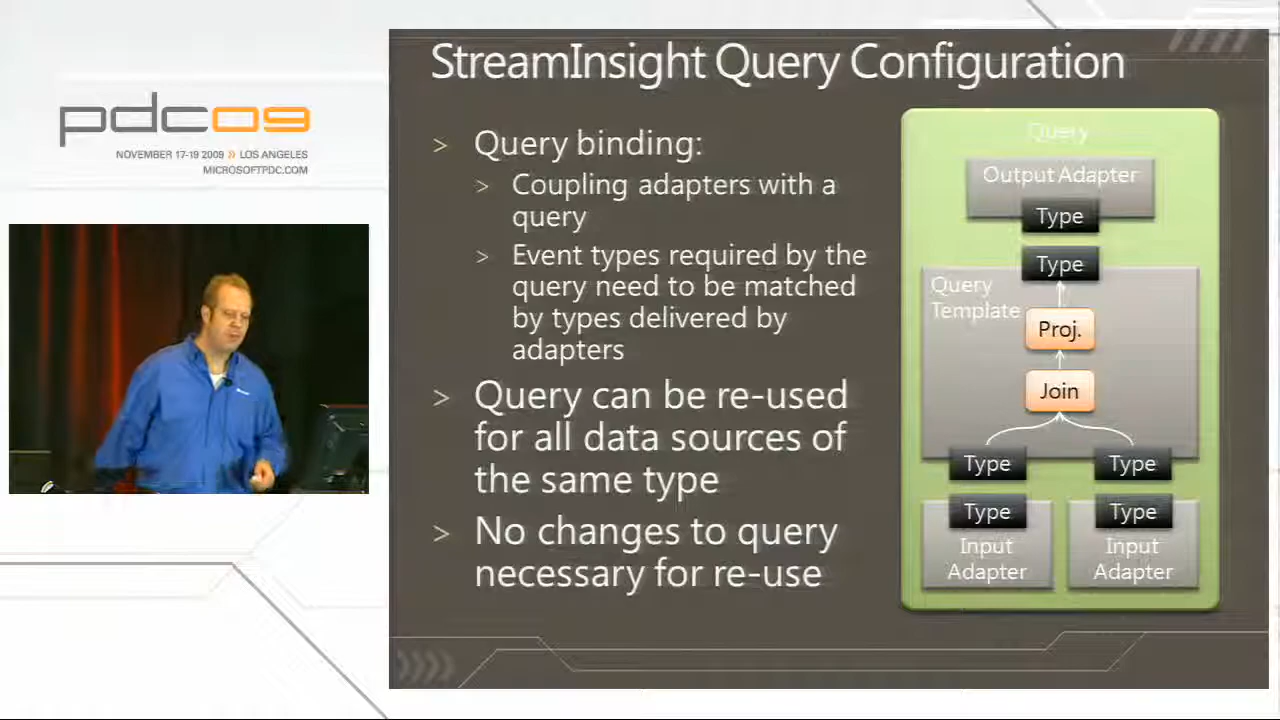 pdc09
NOVEMBER 17-19 2009 » LOS ANGELES
MICROSOFTPDC.COM
StreamInsight Query Configuration
> Query binding:
> Coupling adapters with a
query
> Event types required by the
query need to be matched
by types delivered by
adapters
> Query can be re-used
for all data sources of
the same type
> No changes to query
necessary for re-use
Query
Output Adapter
Type
Type
Query
Template
Proj.
Join
Type Type
Type Type
Input Input
Adapter Adapter